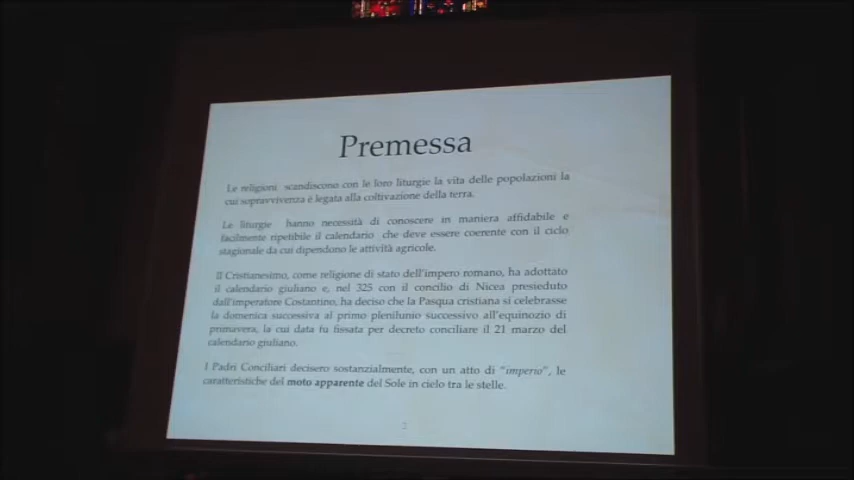 Premessa
Le religioni scandiscono con le loro liturgie la vita delle popolazioni la
cui sopravvivenza è legata alla coltivazione della terra.
Le liturgie hanno necessità di conoscere in maniera affidabile e
facilmente ripetibile il calendario che deve essere coerente con il ciclo
stagionale da cui dipendono le attività agricole.
Il Cristianesimo, come religione di stato dell'impero romano, ha adottato
il calendario giuliano e, nel 325 con il concilio di Nicea presieduto
dall'imperatore Costantino, ha deciso che la Pasqua cristiana si celebrasse
la domenica successiva al primo plenilunio successivo all'equinozio di
primavera, la cui data fu fissata per decreto conciliare il 21 marzo del
calendario giuliano.
I Padri Conciliari decisero sostanzialmente, con un atto di "imperio", le
caratteristiche del moto apparente del Sole in cielo tra le stelle.
2